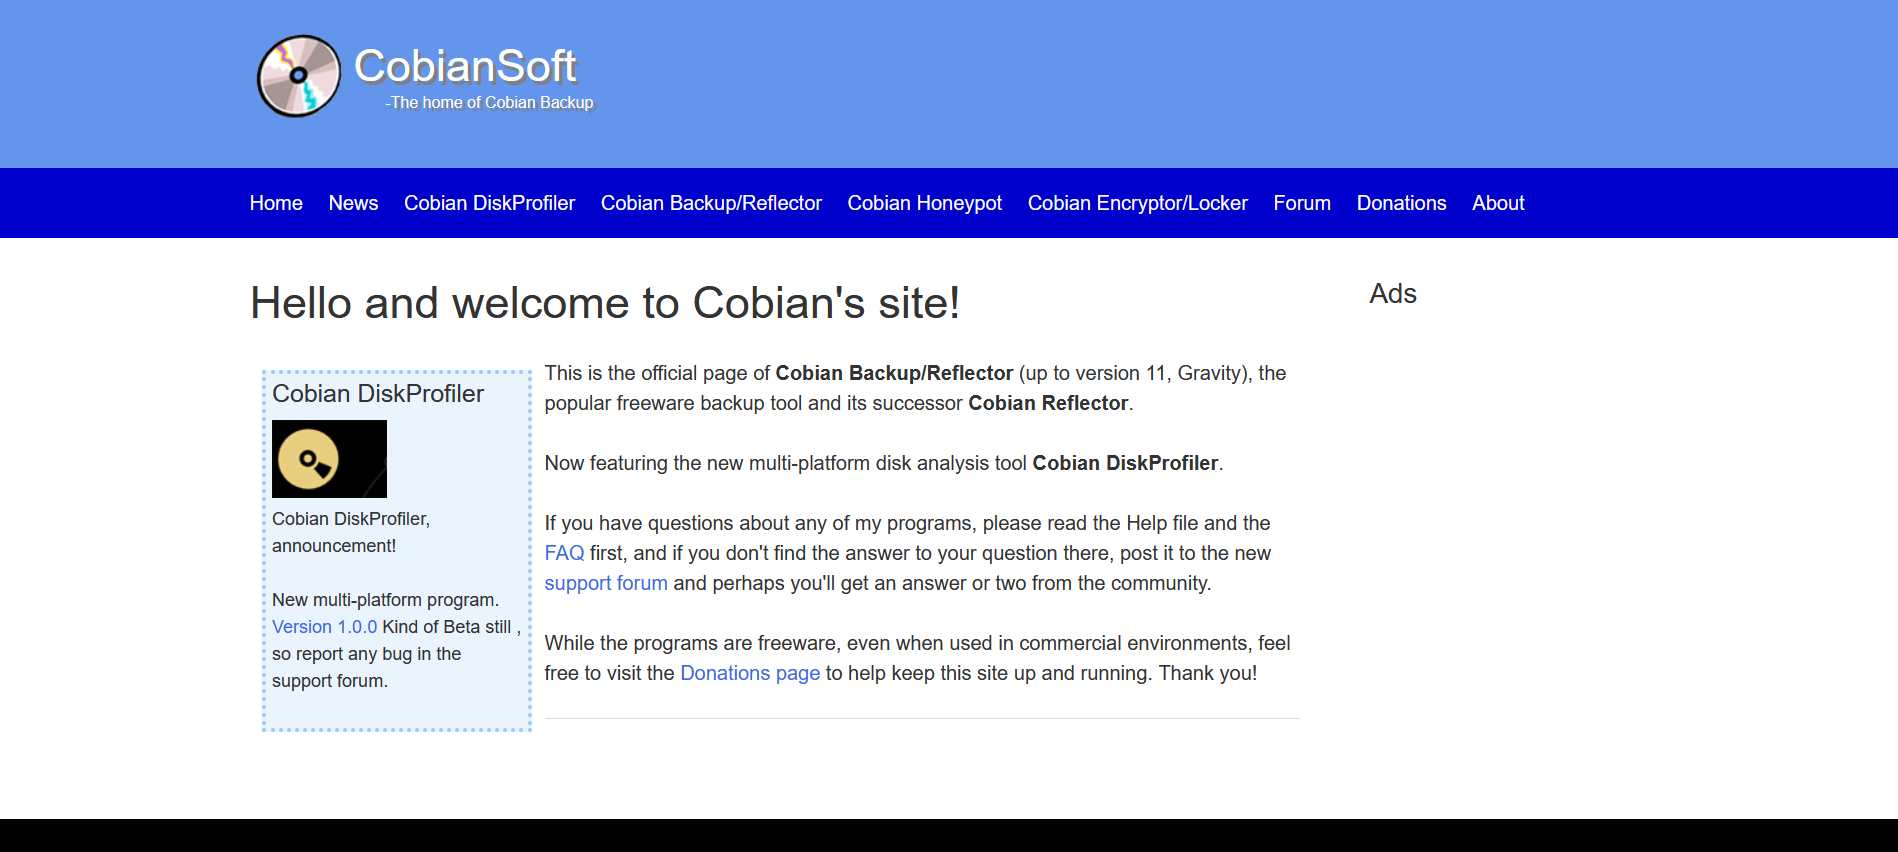 CobianSoft
-The home of Cobian Backup
Home News Cobian DiskProfiler Cobian Backup/Reflector Cobian Honeypot Cobian Encryptor/Locker Forum Donations About
Hello and welcome to Cobian's site!
Ads
Cobian DiskProfiler
Cobian DiskProfiler,
announcement!
New multi-platform program.
Version 1.0.0 Kind of Beta still ,
so report any bug in the
support forum.
This is the official page of Cobian Backup/Reflector (up to version 11, Gravity), the
popular freeware backup tool and its successor Cobian Reflector.
Now featuring the new multi-platform disk analysis tool Cobian DiskProfiler.
If you have questions about any of my programs, please read the Help file and the
FAQ first, and if you don't find the answer to your question there, post it to the new
support forum and perhaps you'll get an answer or two from the community.
While the programs are freeware, even when used in commercial environments, feel
free to visit the Donations page to help keep this site up and running. Thank you!